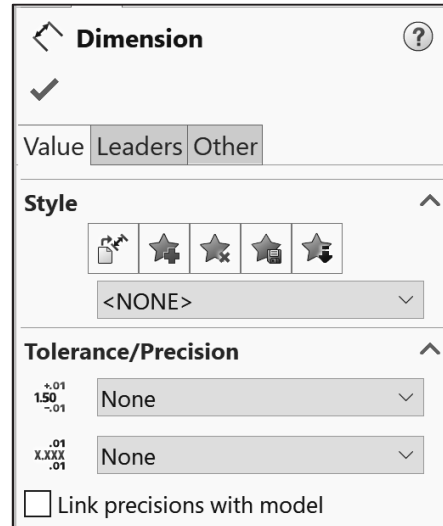 Dimension
?
Value Leaders Other
Style
<NONE>
Tolerance/Precision
+.01
1.50
-.01
None
.01
X.XXX
.01
None
Link precisions with model